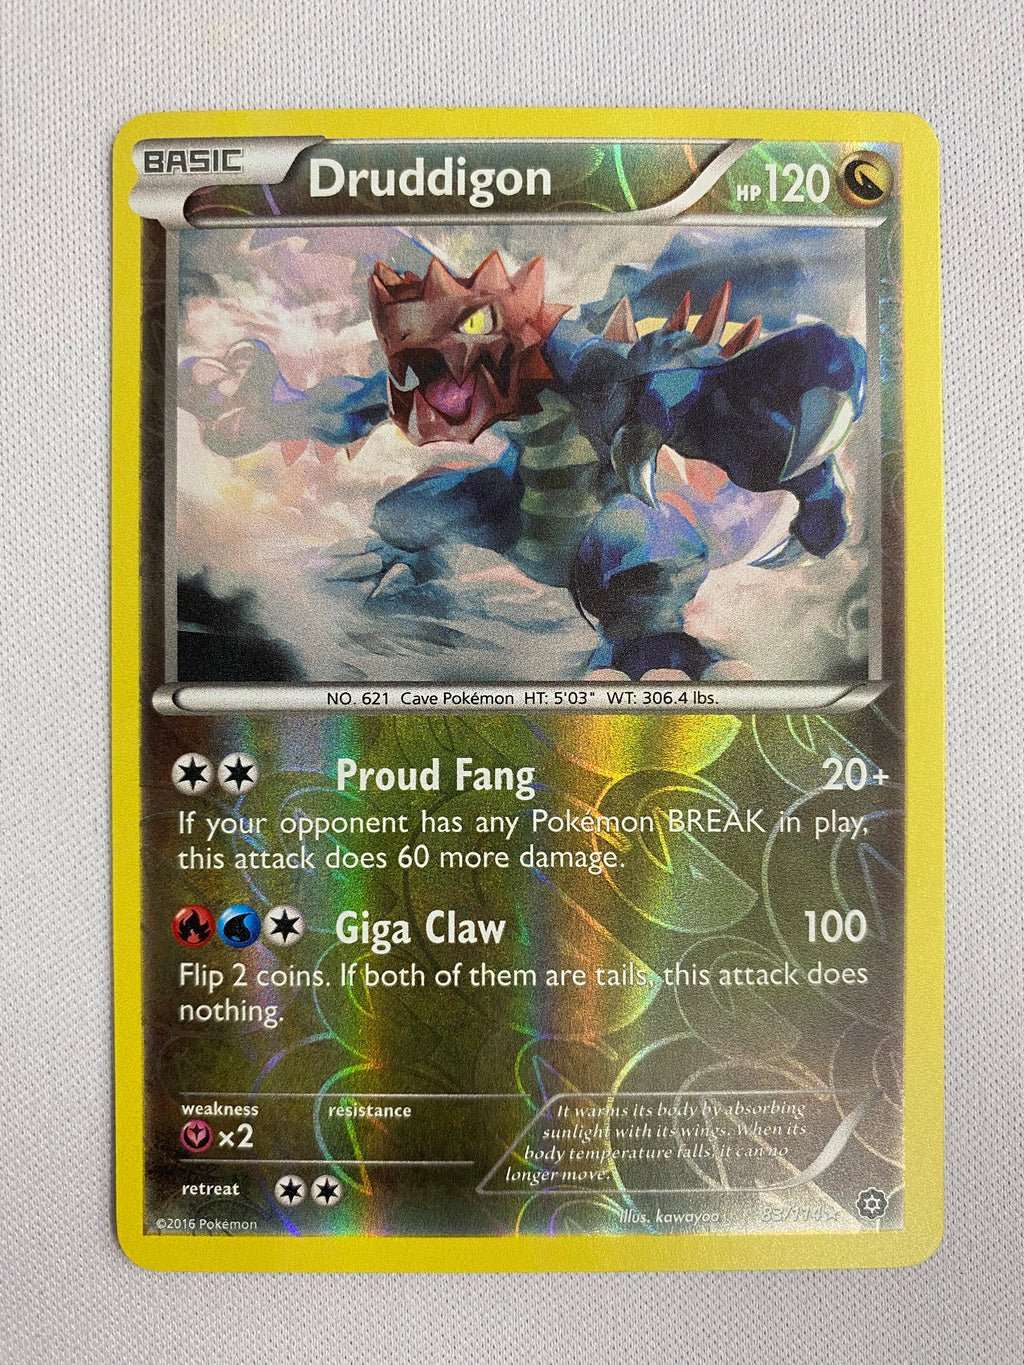 BASIC Druddigon HP 120
NO. 621 Cave Pokémon HT: 5'03" WT: 306.4 lbs.
Proud Fang 20+
If your opponent has any Pokémon BREAK in play,
this attack does 60 more damage.
Giga Claw 100
Flip 2 coins. If both of them are tails, this attack does
nothing.
weakness resistance
×2
retreat
It warms its body by absorbing
sunlight with its wings. When its
body temperature falls, it can no
longer move.
©2016 Pokémon
Illus. kawayoo 83/114